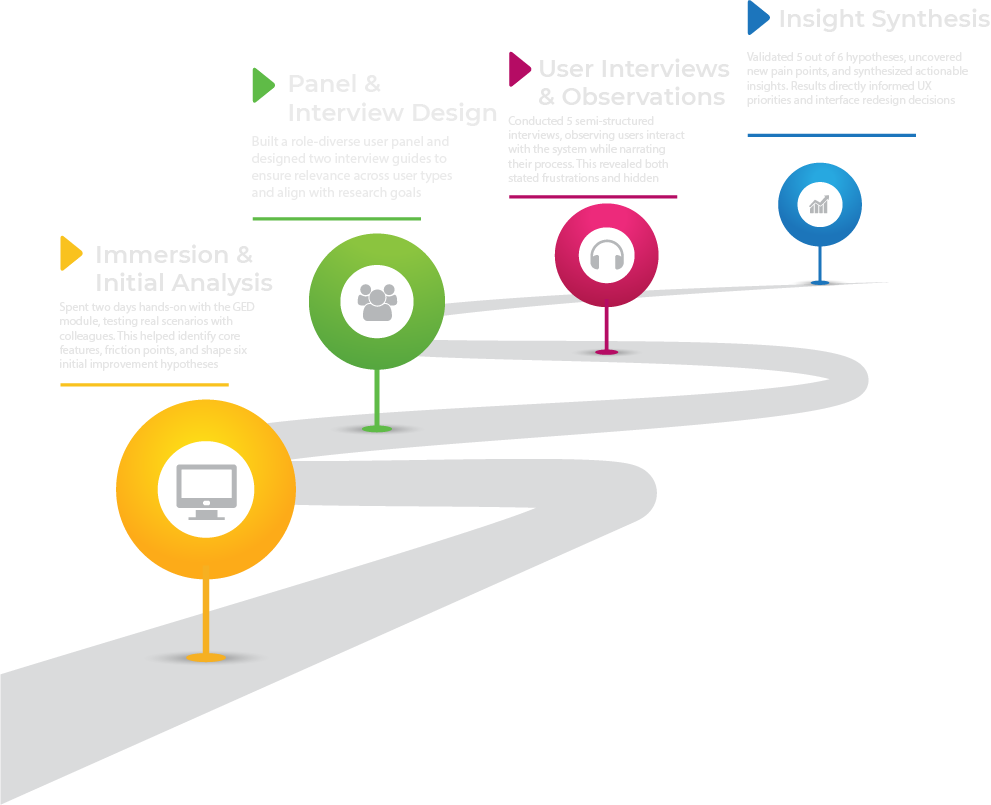 Immersion &
Initial Analysis
Spent two days hands-on with the GED
module, testing real scenarios with
colleagues. This helped identify core
features, friction points, and shape six
initial improvement hypotheses
Panel &
Interview Design
Built a role-diverse user panel and
designed two interview guides to
ensure relevance across user types
and align with research goals
User Interviews
& Observations
Conducted 5 semi-structured
interviews, observing users interact
with the system while narrating
their process. This revealed both
stated frustrations and hidden
Insight Synthesis
Validated 5 out of 6 hypotheses, uncovered
new pain points, and synthesized actionable
insights. Results directly informed UX
priorities and interface redesign decisions